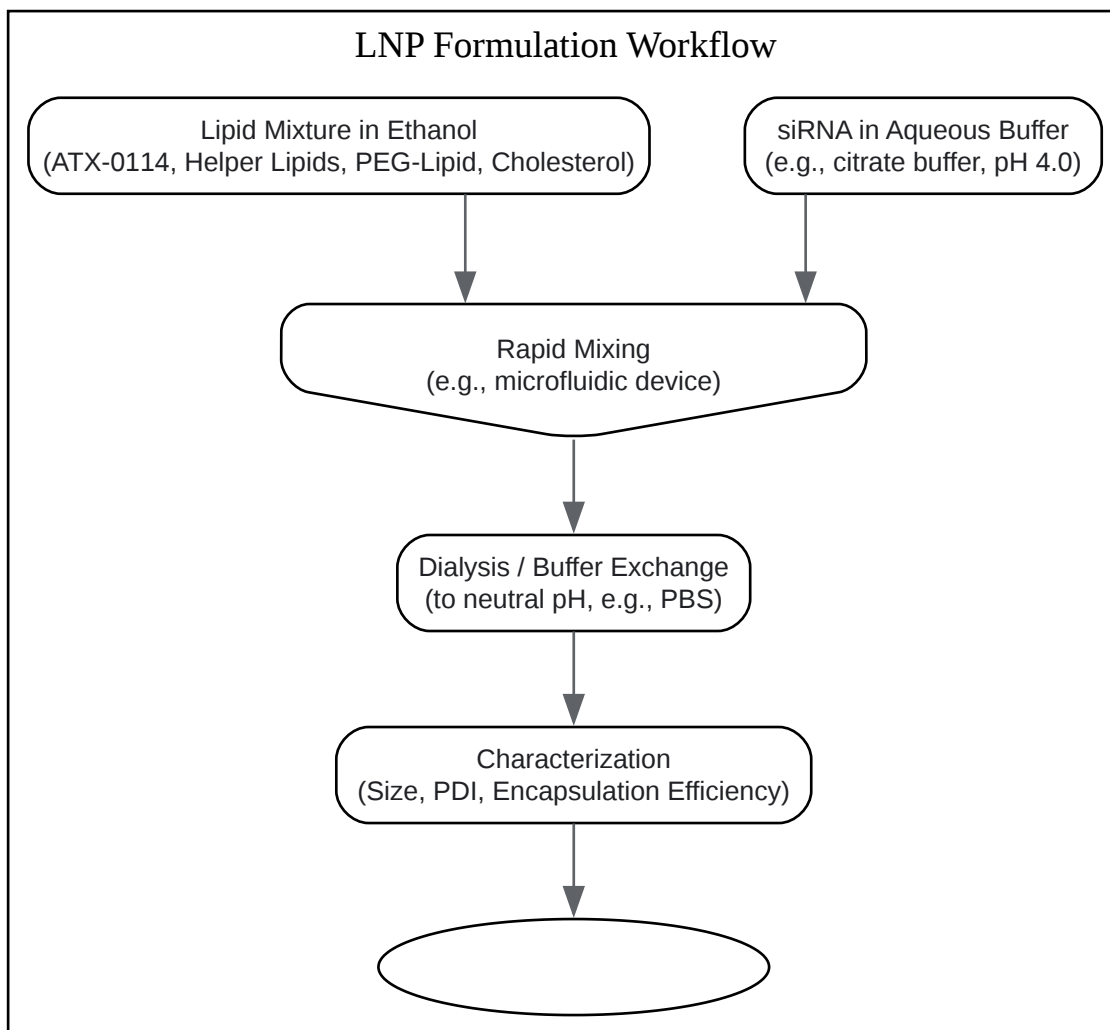 LNP Formulation Workflow
Lipid Mixture in Ethanol
(ATX-0114, Helper Lipids, PEG-Lipid, Cholesterol)
siRNA in Aqueous Buffer
(e.g., citrate buffer, pH 4.0)
Rapid Mixing
(e.g., microfluidic device)
Dialysis / Buffer Exchange
(to neutral pH, e.g., PBS)
Characterization
(Size, PDI, Encapsulation Efficiency)